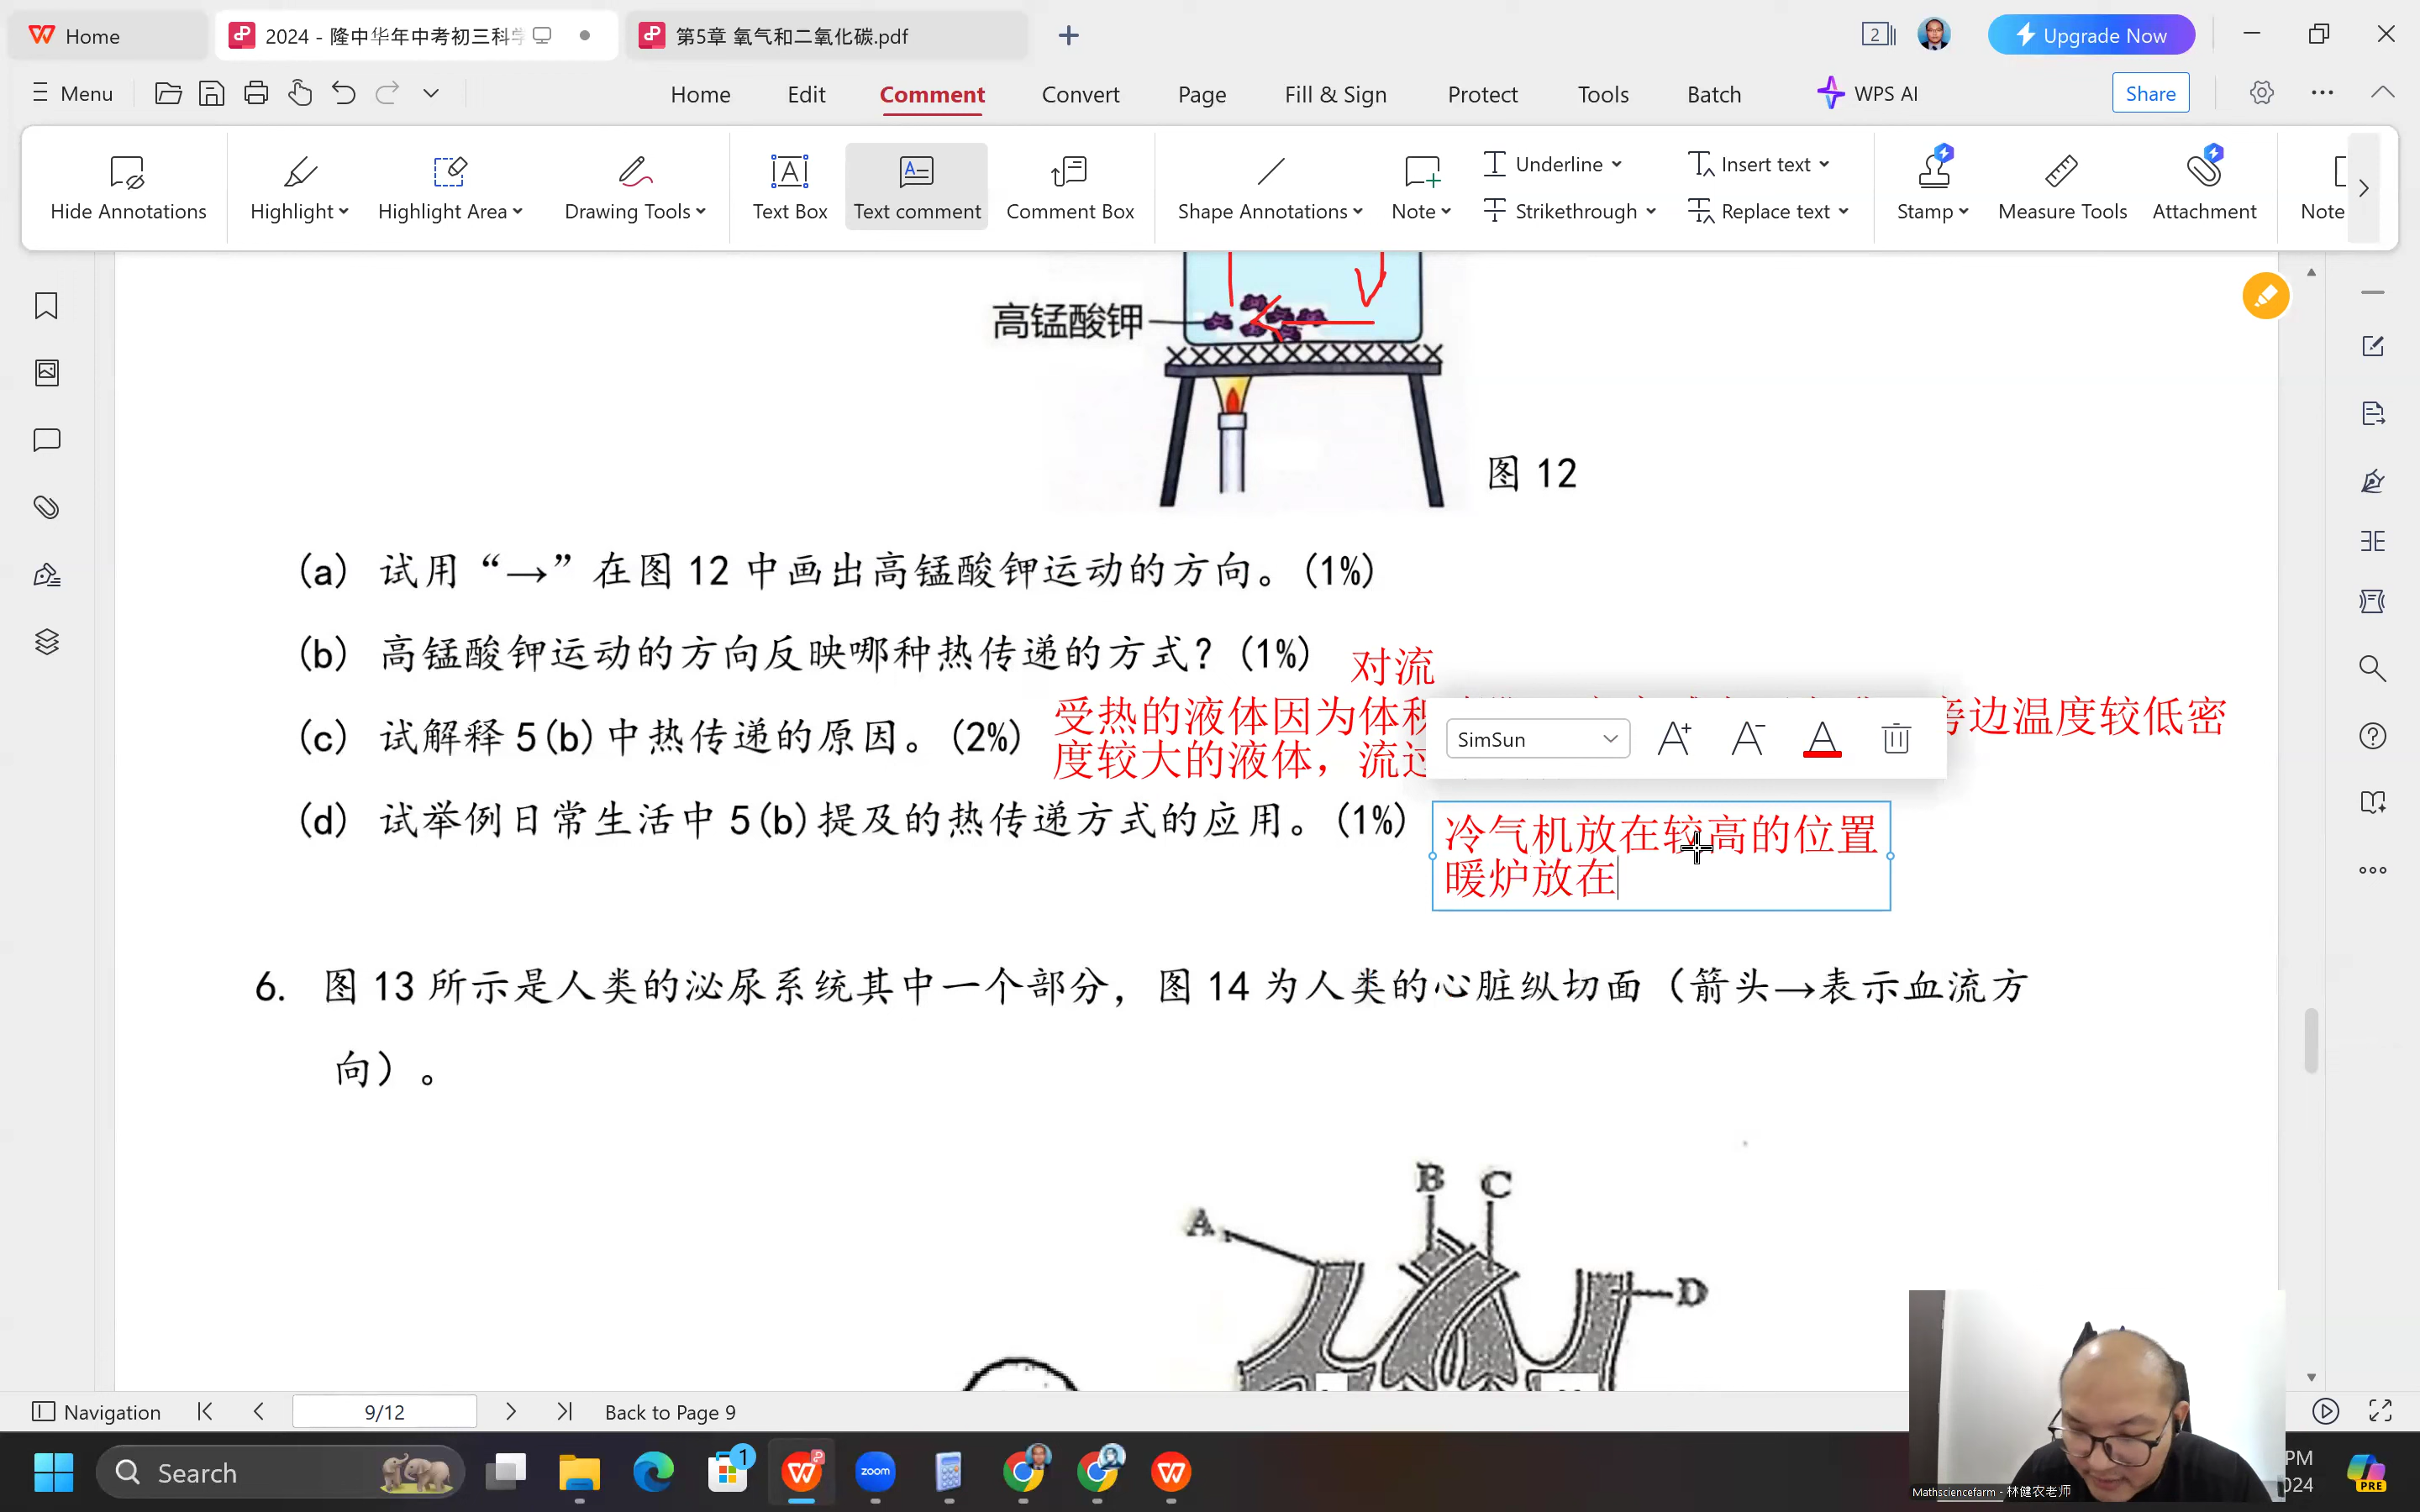 Home
2024 - 隆中华年中考初三科学
第5章 氧气和二氧化碳.pdf
2
Upgrade Now
Menu
Home
Edit
Comment
Convert
Page
Fill & Sign
Protect
Tools
Batch
WPS AI
Share
Hide Annotations
Highlight
Highlight Area
Drawing Tools
Text Box
Text comment
Comment Box
Shape Annotations
Note
Underline
Strikethrough
Insert text
Replace text
Stamp
Measure Tools
Attachment
Note
高锰酸钾
图 12
(a) 试用“→”在图 12 中画出高锰酸钾运动的方向。(1%)
(b) 高锰酸钾运动的方向反映哪种热传递的方式？(1%)
对流
(c) 试解释 5(b)中热传递的原因。(2%)
受热的液体因为体积
旁边温度较低密
度较大的液体，流过
SimSun
(d) 试举例日常生活中 5(b)提及的热传递方式的应用。(1%)
冷气机放在较高的位置
暖炉放在
6. 图 13 所示是人类的泌尿系统其中一个部分，图 14 为人类的心脏纵切面（箭头→表示血流方
向）。
A
B
C
D
Navigation
9/12
Back to Page 9
Search
1
zoom
PM
024
PRE
Mathsciencefarm - 林健农老师